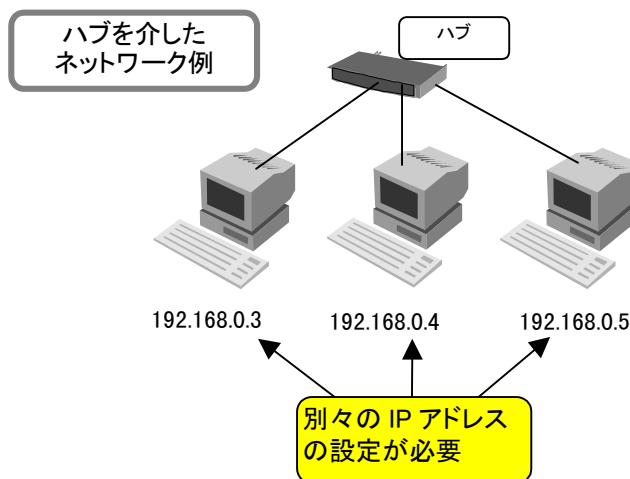 ハブを介した
ネットワーク例
ハブ
192.168.0.3
192.168.0.4
192.168.0.5
別々の IP アドレス
の設定が必要